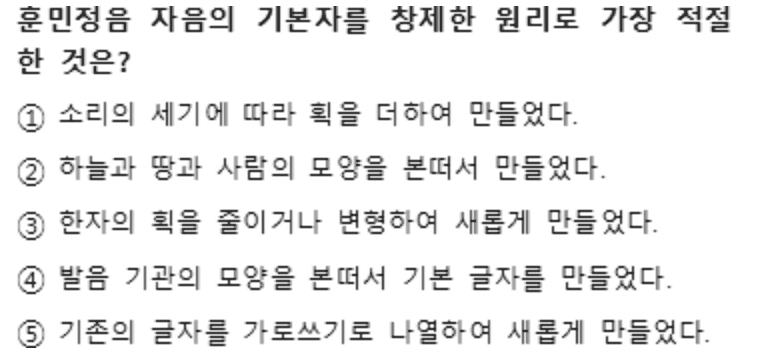 훈민정음 자음의 기본자를 창제한 원리로 가장 적절
한 것은?
① 소리의 세기에 따라 획을 더하여 만들었다.
② 하늘과 땅과 사람의 모양을 본떠서 만들었다.
③ 한자의 획을 줄이거나 변형하여 새롭게 만들었다.
④ 발음 기관의 모양을 본떠서 기본 글자를 만들었다.
⑤ 기존의 글자를 가로쓰기로 나열하여 새롭게 만들었다.